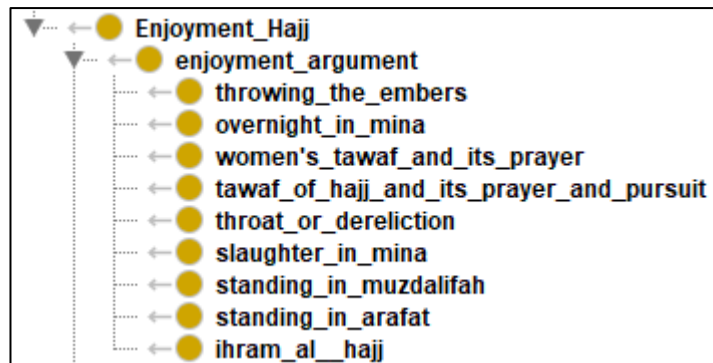 Enjoyment_Hajj
enjoyment_argument
throwing_the_embers
overnight_in_mina
women's_tawaf_and_its_prayer
tawaf_of_hajj_and_its_prayer_and_pursuit
throat_or_dereliction
slaughter_in_mina
standing_in_muzdalifah
standing_in_arafat
ihram_al__hajj